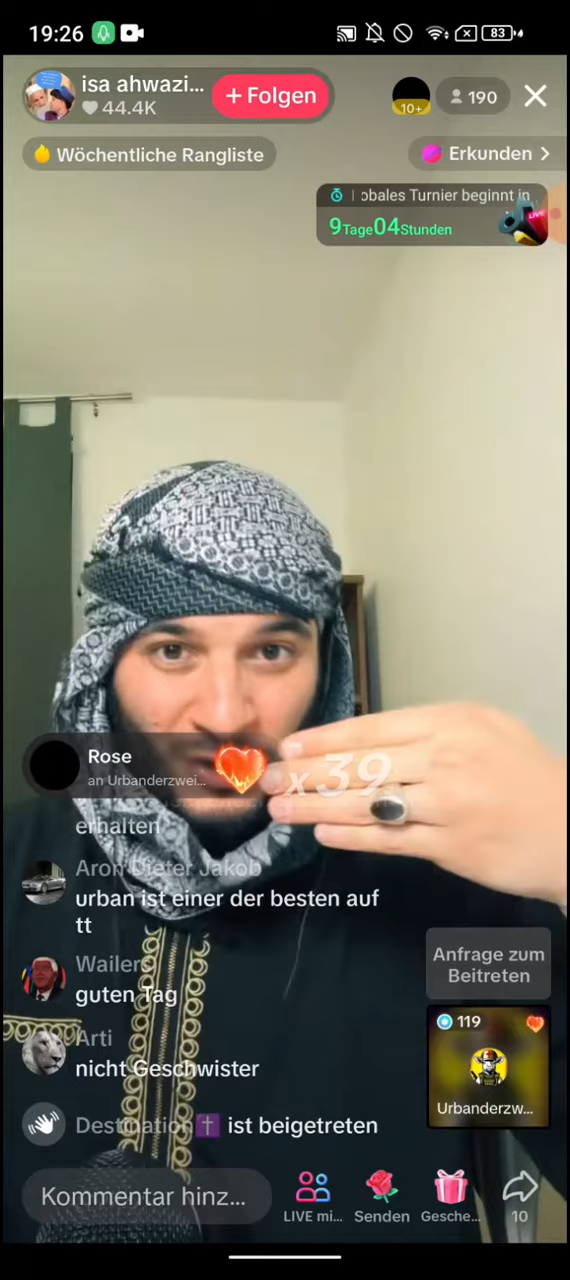 19:26
83
isa ahwazi...
44.4K
+ Folgen
10+
190
Wöchentliche Rangliste
Erkunden >
obales Turnier beginnt in
9Tage04Stunden
LIVE
Rose
an Urbanderzwei...
x39
erhalten
Aron Dieter Jakob
urban ist einer der besten auf
tt
Wailers
guten Tag
Arti
nicht Geschwister
Destination✝️ ist beigetreten
Anfrage zum
Beitreten
119
Urbanderzw...
Kommentar hinz...
LIVE mi...
Senden
Gesche...
10